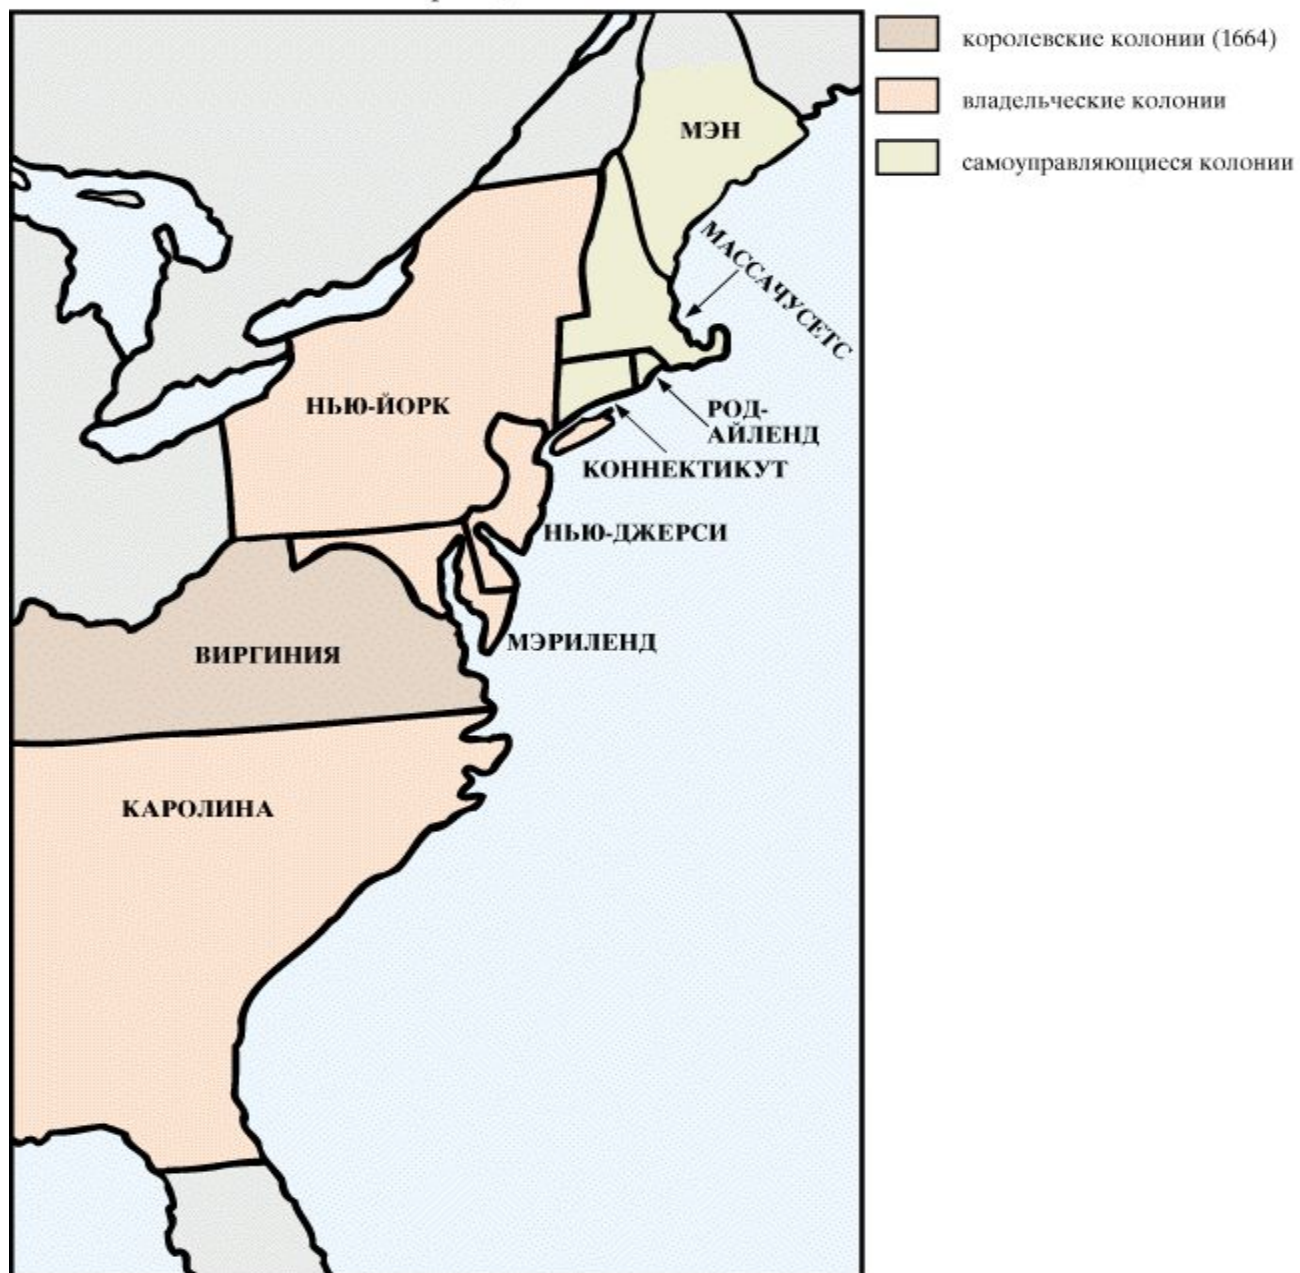 королевские колонии (1664)
владельческие колонии
самоуправляющиеся колонии
МЭН
МАССАЧУСЕТС
НЬЮ-ЙОРК
РОД-
АЙЛЕНД
КОННЕКТИКУТ
НЬЮ-ДЖЕРСИ
МЭРИЛЕНД
ВИРГИНИЯ
КАРОЛИНА